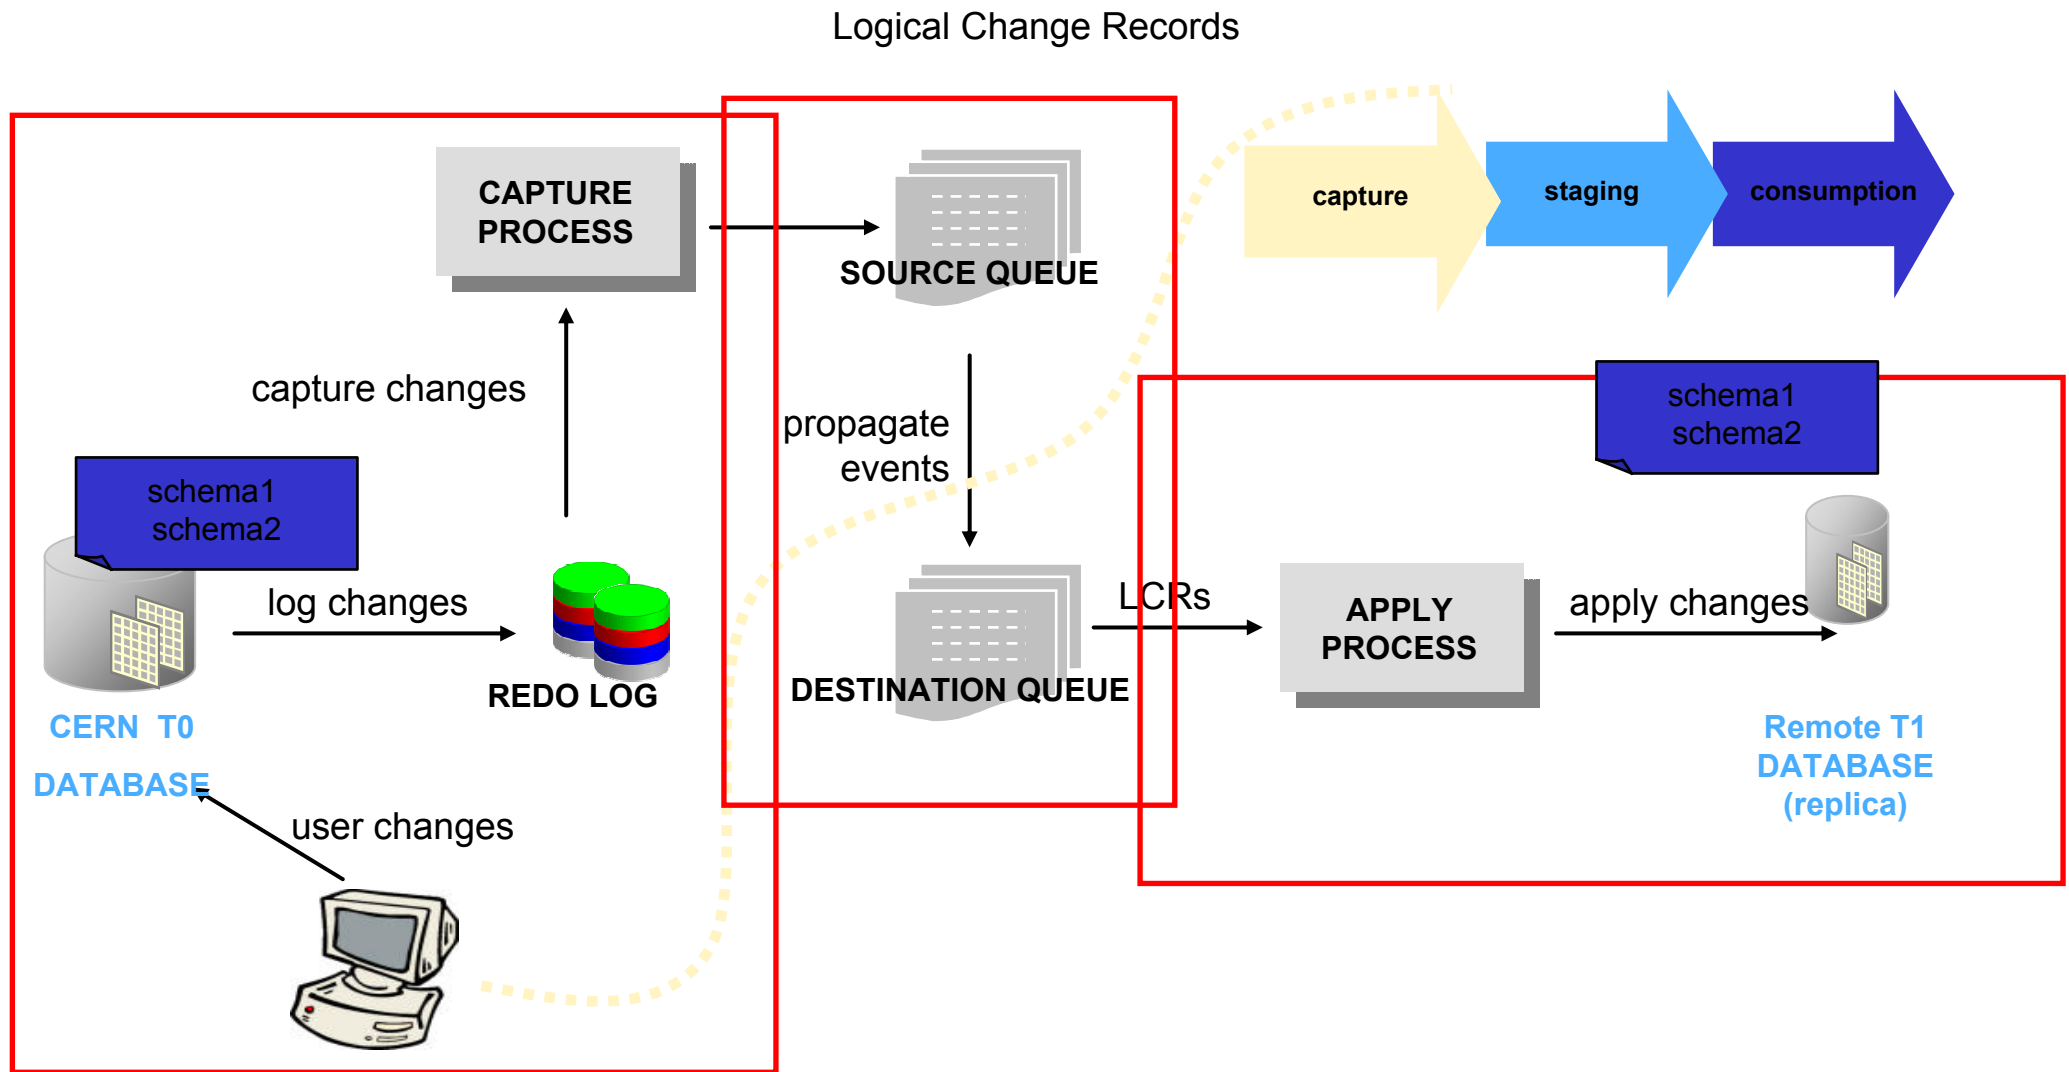 Logical Change Records
CAPTURE
PROCESS
SOURCE QUEUE
capture
staging
consumption
capture changes
propagate
events
schema1
schema2
schema1
schema2
log changes
REDO LOG
DESTINATION QUEUE
LCRs
APPLY
PROCESS
apply changes
CERN T0
DATABASE
Remote T1
DATABASE
(replica)
user changes